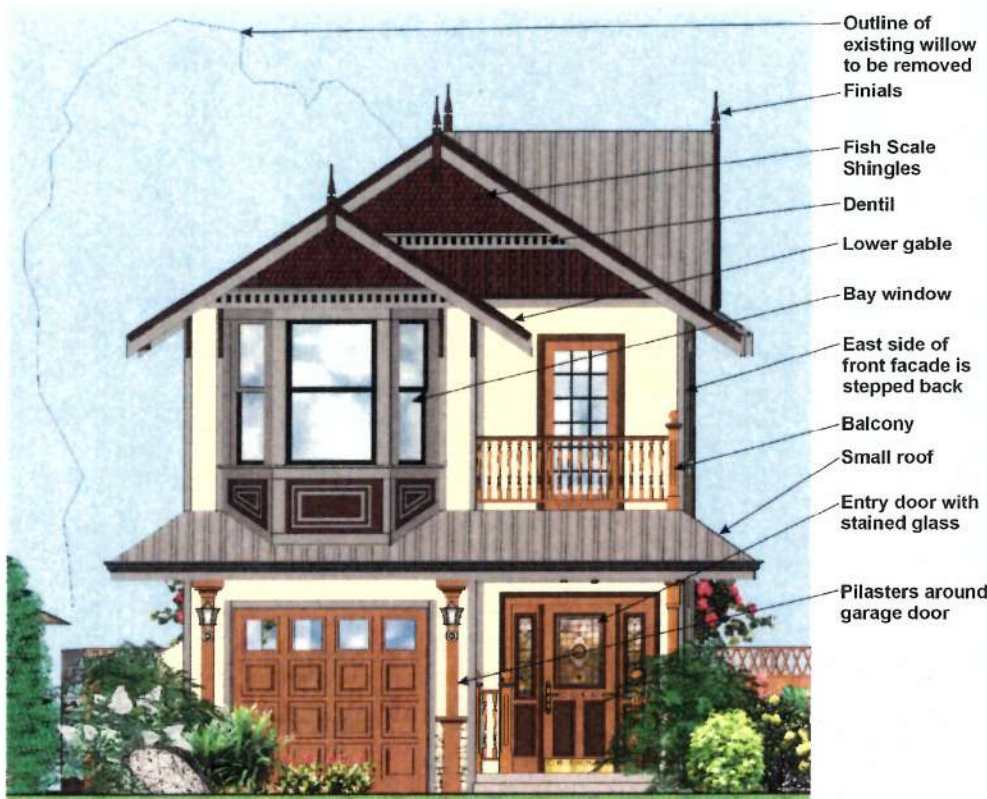 Outline of
existing willow
to be removed
Finials
Fish Scale
Shingles
Dentil
Lower gable
Bay window
East side of
front facade is
stepped back
Balcony
Small roof
Entry door with
stained glass
Pilasters around
garage door